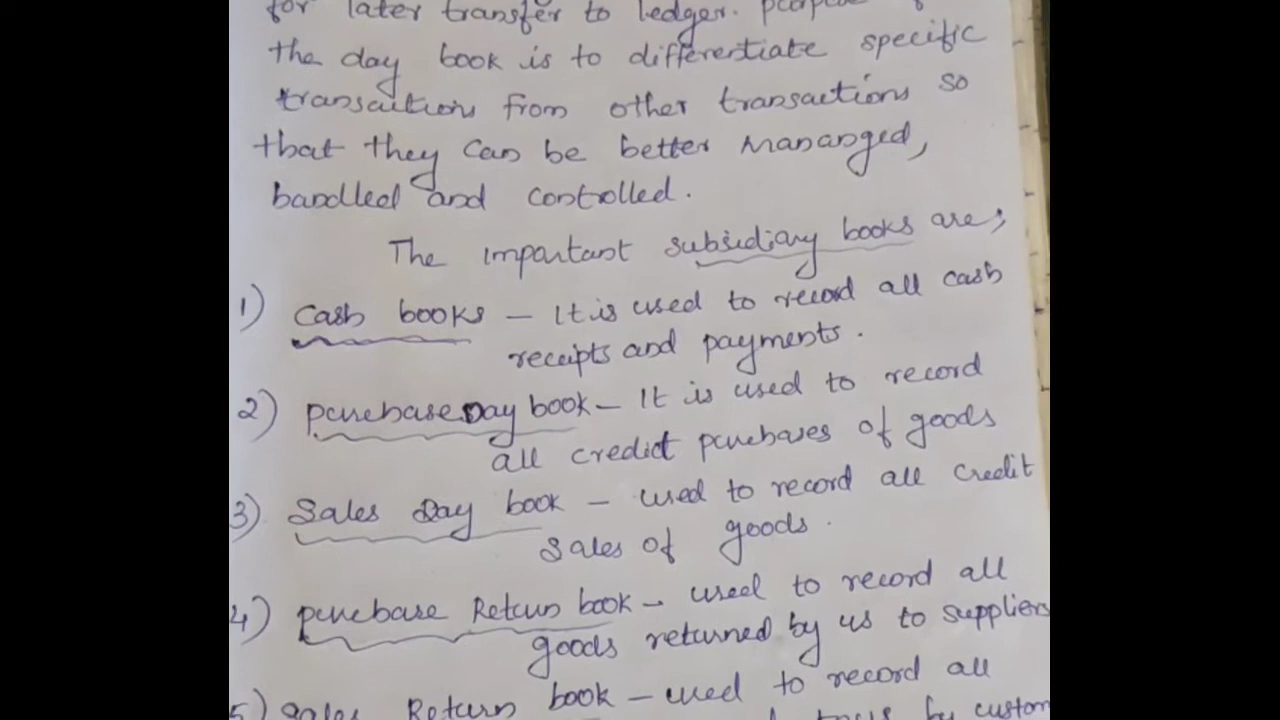 for later transfer to ledger.
the day book is to differentiate specific
transaction from other transactions so
that they can be better managed,
handled and controlled.
The important subsidiary books are;
1) Cash books – It is used to record all cash
receipts and payments.
2) purchase Day book – It is used to record
all credict purchases of goods
3) Sales Day book – used to record all credit
sales of goods.
4) purchase Return book – used to record all
goods returned by us to suppliers
5) Sales Return book – used to record all
by custom